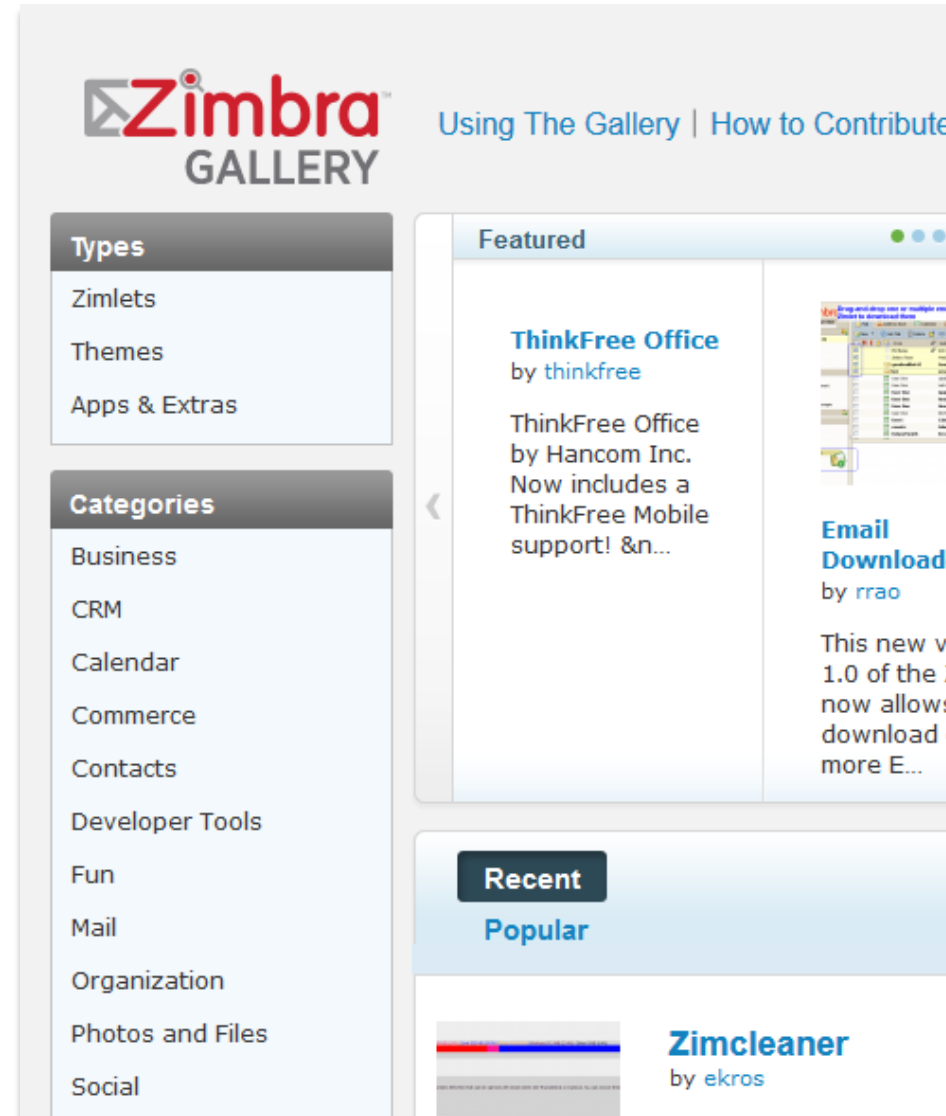 Zimbra™
GALLERY
Using The Gallery | How to Contribute
Types
Zimlets
Themes
Apps & Extras
Categories
Business
CRM
Calendar
Commerce
Contacts
Developer Tools
Fun
Mail
Organization
Photos and Files
Social
Featured
ThinkFree Office
by thinkfree
ThinkFree Office
by Hancom Inc.
Now includes a
ThinkFree Mobile
support! &n...
Email
Download
by rrao
This new v
1.0 of the
now allows
download
more E...
Recent
Popular
Zimcleaner
by ekros